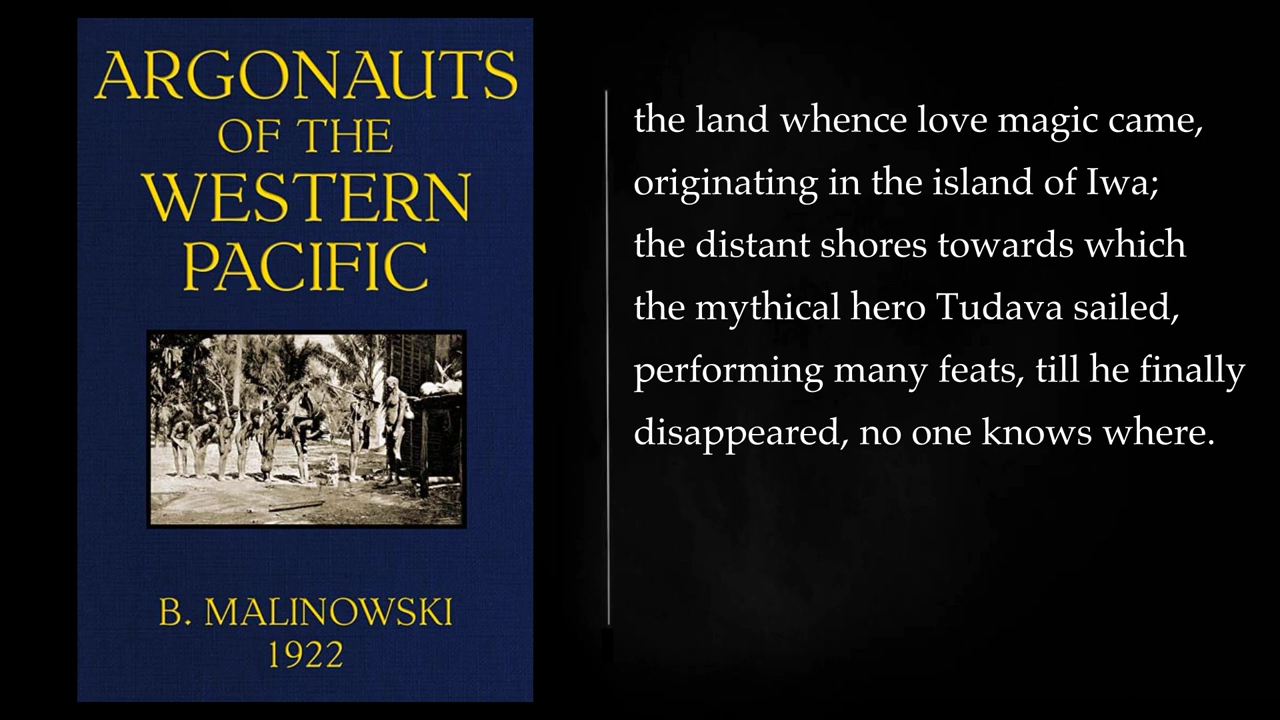 ARGONAUTS
OF THE
WESTERN
PACIFIC
B. MALINOWSKI
1922
the land whence love magic came,
originating in the island of Iwa;
the distant shores towards which
the mythical hero Tudava sailed,
performing many feats, till he finally
disappeared, no one knows where.